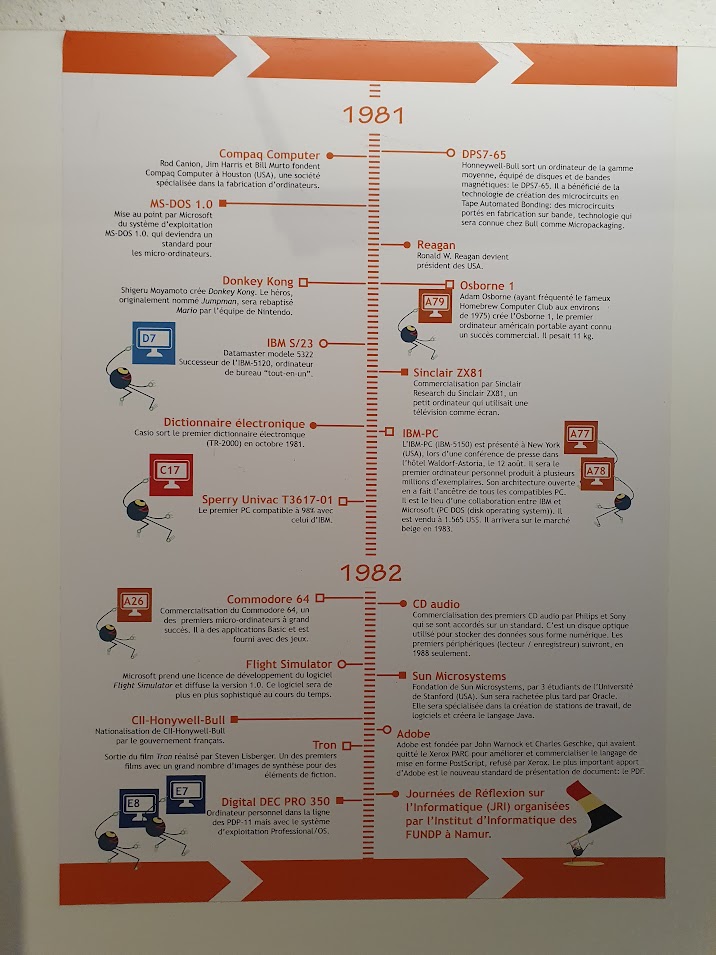 1981
Compaq Computer
Rod Canion, Jim Harris et Bill Murto fondent
Compaq Computer à Houston (USA), une société
spécialisée dans la fabrication d'ordinateurs.
DPS7-65
Honneywell-Bull sort un ordinateur de la gamme
moyenne, équipé de disques et de bandes
magnétiques: le DPS7-65. Il a bénéficié de la
technologie de création des microcircuits en
Tape Automated Bonding: des microcircuits
portés en fabrication sur bande, technologie qui
sera connue chez Bull comme Micropackaging.
MS-DOS 1.0
Mise au point par Microsoft
du système d'exploitation
MS-DOS 1.0. qui deviendra un
standard pour
les micro-ordinateurs.
Reagan
Ronald W. Reagan devient
président des USA.
Donkey Kong
Shigeru Moyamoto crée Donkey Kong. Le héros,
originalement nommé Jumpman, sera rebaptisé
Mario par l'équipe de Nintendo.
Osborne 1
A79
Adam Osborne (ayant fréquenté le fameux
Homebrew Computer Club aux environs
de 1975) crée l'Osborne 1, le premier
ordinateur américain portable ayant connu
un succès commercial. Il pesait 11 kg.
D7
IBM S/23
Datamaster modele 5322
Successeur de l'IBM-5120, ordinateur
de bureau "tout-en-un".
Sinclair ZX81
Commercialisation par Sinclair
Research du Sinclair ZX81, un
petit ordinateur qui utilisait une
télévision comme écran.
Dictionnaire électronique
Casio sort le premier dictionnaire électronique
(TR-2000) en octobre 1981.
IBM-PC
A77
A78
L'IBM-PC (IBM-5150) est présenté à New York
(USA), lors d'une conférence de presse dans
l'hôtel Waldorf-Astoria, le 12 août. Il sera le
premier ordinateur personnel produit à plusieurs
millions d'exemplaires. Son architecture ouverte
en a fait l'ancêtre de tous les compatibles PC.
Il est le lieu d'une collaboration entre IBM et
Microsoft (PC DOS (disk operating system)). Il
est vendu à 1.565 US$. Il arrivera sur le marché
belge en 1983.
C17
Sperry Univac T3617-01
Le premier PC compatible à 98% avec
celui d'IBM.
1982
A26
Commodore 64
Commercialisation du Commodore 64, un
des premiers micro-ordinateurs à grand
succès. Il a des applications Basic et est
fourni avec des jeux.
CD audio
Commercialisation des premiers CD audio par Philips et Sony
qui se sont accordés sur un standard. C'est un disque optique
utilisé pour stocker des données sous forme numérique. Les
premiers périphériques (lecteur / enregistreur) suivront, en
1988 seulement.
Flight Simulator
Microsoft prend une licence de développement du logiciel
Flight Simulator et diffuse la version 1.0. Ce logiciel sera de
plus en plus sophistiqué au cours du temps.
Sun Microsystems
Fondation de Sun Microsystems, par 3 étudiants de l'Université
de Stanford (USA). Sun sera rachetée plus tard par Oracle.
Elle sera spécialisée dans la création de stations de travail, de
logiciels et créera le langage Java.
CII-Honywell-Bull
Nationalisation de CII-Honywell-Bull
par le gouvernement français.
Adobe
Adobe est fondée par John Warnock et Charles Geschke, qui avaient
quitté le Xerox PARC pour améliorer et commercialiser le langage de
mise en forme PostScript, refusé par Xerox. Le plus important apport
d'Adobe est le nouveau standard de présentation de document: le PDF.
Tron
Sortie du film Tron réalisé par Steven Lisberger. Un des premiers
films avec un grand nombre d'images de synthèse pour des
éléments de fiction.
E8
E7
Digital DEC PRO 350
Ordinateur personnel dans la ligne
des PDP-11 mais avec le système
d'exploitation Professional/OS.
Journées de Réflexion sur
l'Informatique (JRI) organisées
par l'Institut d'Informatique des
FUNDP à Namur.